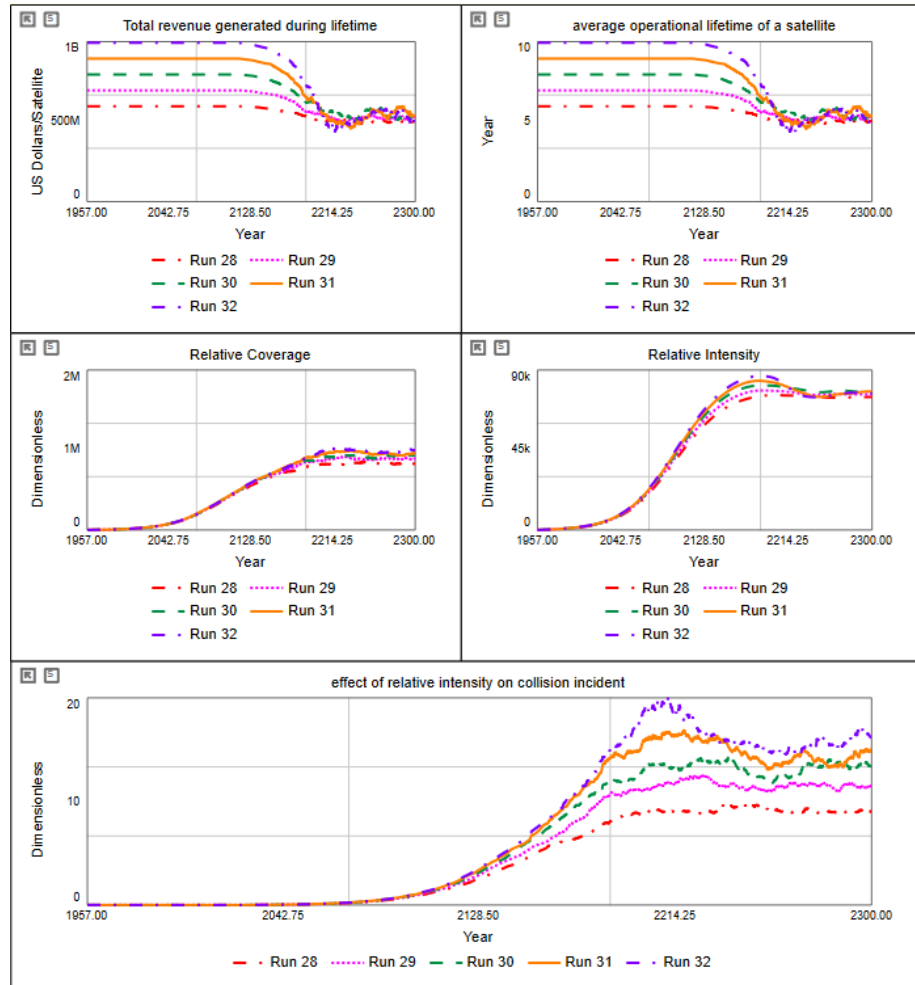 Total revenue generated during lifetime
US Dollars/Satellite
1B
500M
0
1957.00 2042.75 2128.50 2214.25 2300.00
Year
Run 28 Run 29
Run 30 Run 31
Run 32
average operational lifetime of a satellite
Year
10
5
0
1957.00 2042.75 2128.50 2214.25 2300.00
Year
Run 28 Run 29
Run 30 Run 31
Run 32
Relative Coverage
Dimensionless
2M
1M
0
1957.00 2042.75 2128.50 2214.25 2300.00
Year
Run 28 Run 29
Run 30 Run 31
Run 32
Relative Intensity
Dimensionless
90k
45k
0
1957.00 2042.75 2128.50 2214.25 2300.00
Year
Run 28 Run 29
Run 30 Run 31
Run 32
effect of relative intensity on collision incident
Dimensionless
20
10
0
1957.00 2042.75 2128.50 2214.25 2300.00
Year
Run 28 Run 29 Run 30 Run 31 Run 32